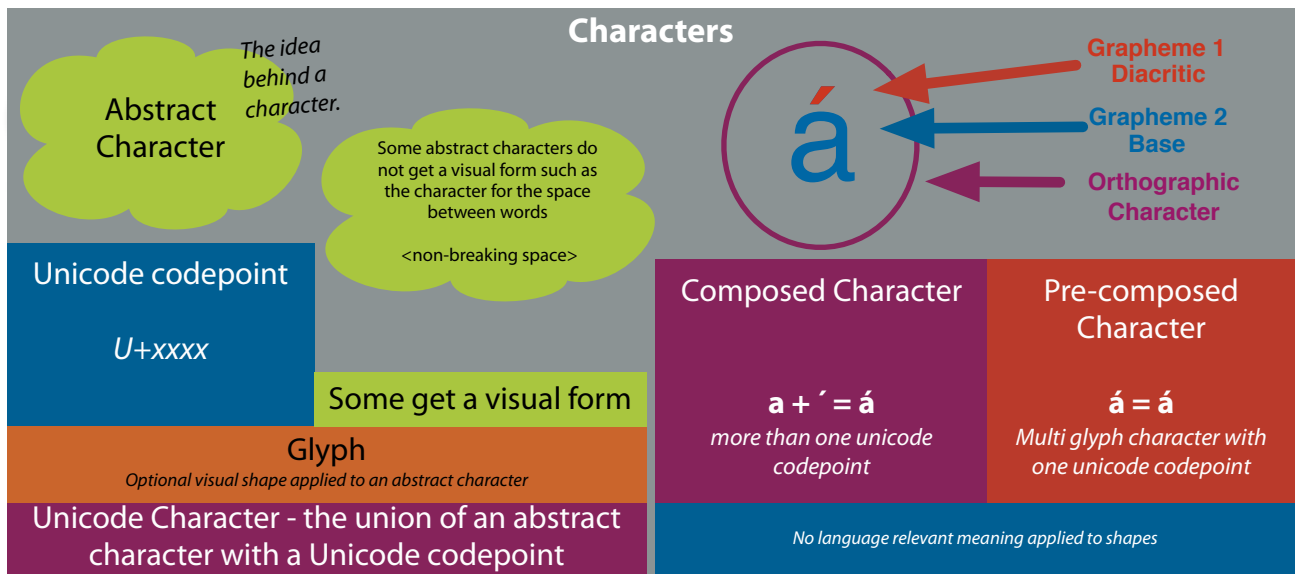 Characters
Abstract
Character
The idea
behind a
character.
Some abstract characters do
not get a visual form such as
the character for the space
between words
<non-breaking space>
Unicode codepoint
U+xxxx
Some get a visual form
Glyph
Optional visual shape applied to an abstract character
Unicode Character - the union of an abstract
character with a Unicode codepoint
á
Grapheme 1
Diacritic
Grapheme 2
Base
Orthographic
Character
Composed Character
a + ´ = á
more than one unicode
codepoint
Pre-composed
Character
á = á
Multi glyph character with
one unicode codepoint
No language relevant meaning applied to shapes